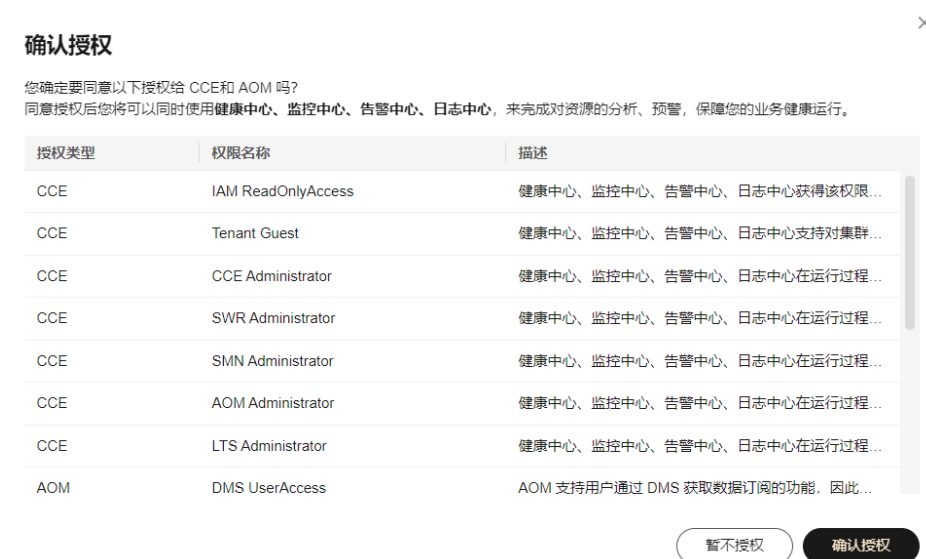 确认授权
您确定要同意以下授权给 CCE和 AOM 吗?
同意授权后您将可以同时使用健康中心、监控中心、告警中心、日志中心，来完成对资源的分析、预警，保障您的业务健康运行。
授权类型 权限名称 描述
CCE IAM ReadOnlyAccess 健康中心、监控中心、告警中心、日志中心获得该权限...
CCE Tenant Guest 健康中心、监控中心、告警中心、日志中心支持对集群...
CCE CCE Administrator 健康中心、监控中心、告警中心、日志中心在运行过程...
CCE SWR Administrator 健康中心、监控中心、告警中心、日志中心在运行过程...
CCE SMN Administrator 健康中心、监控中心、告警中心、日志中心在运行过程...
CCE AOM Administrator 健康中心、监控中心、告警中心、日志中心在运行过程...
CCE LTS Administrator 健康中心、监控中心、告警中心、日志中心在运行过程...
AOM DMS UserAccess AOM 支持用户通过 DMS 获取数据订阅的功能，因此...
暂不授权 确认授权